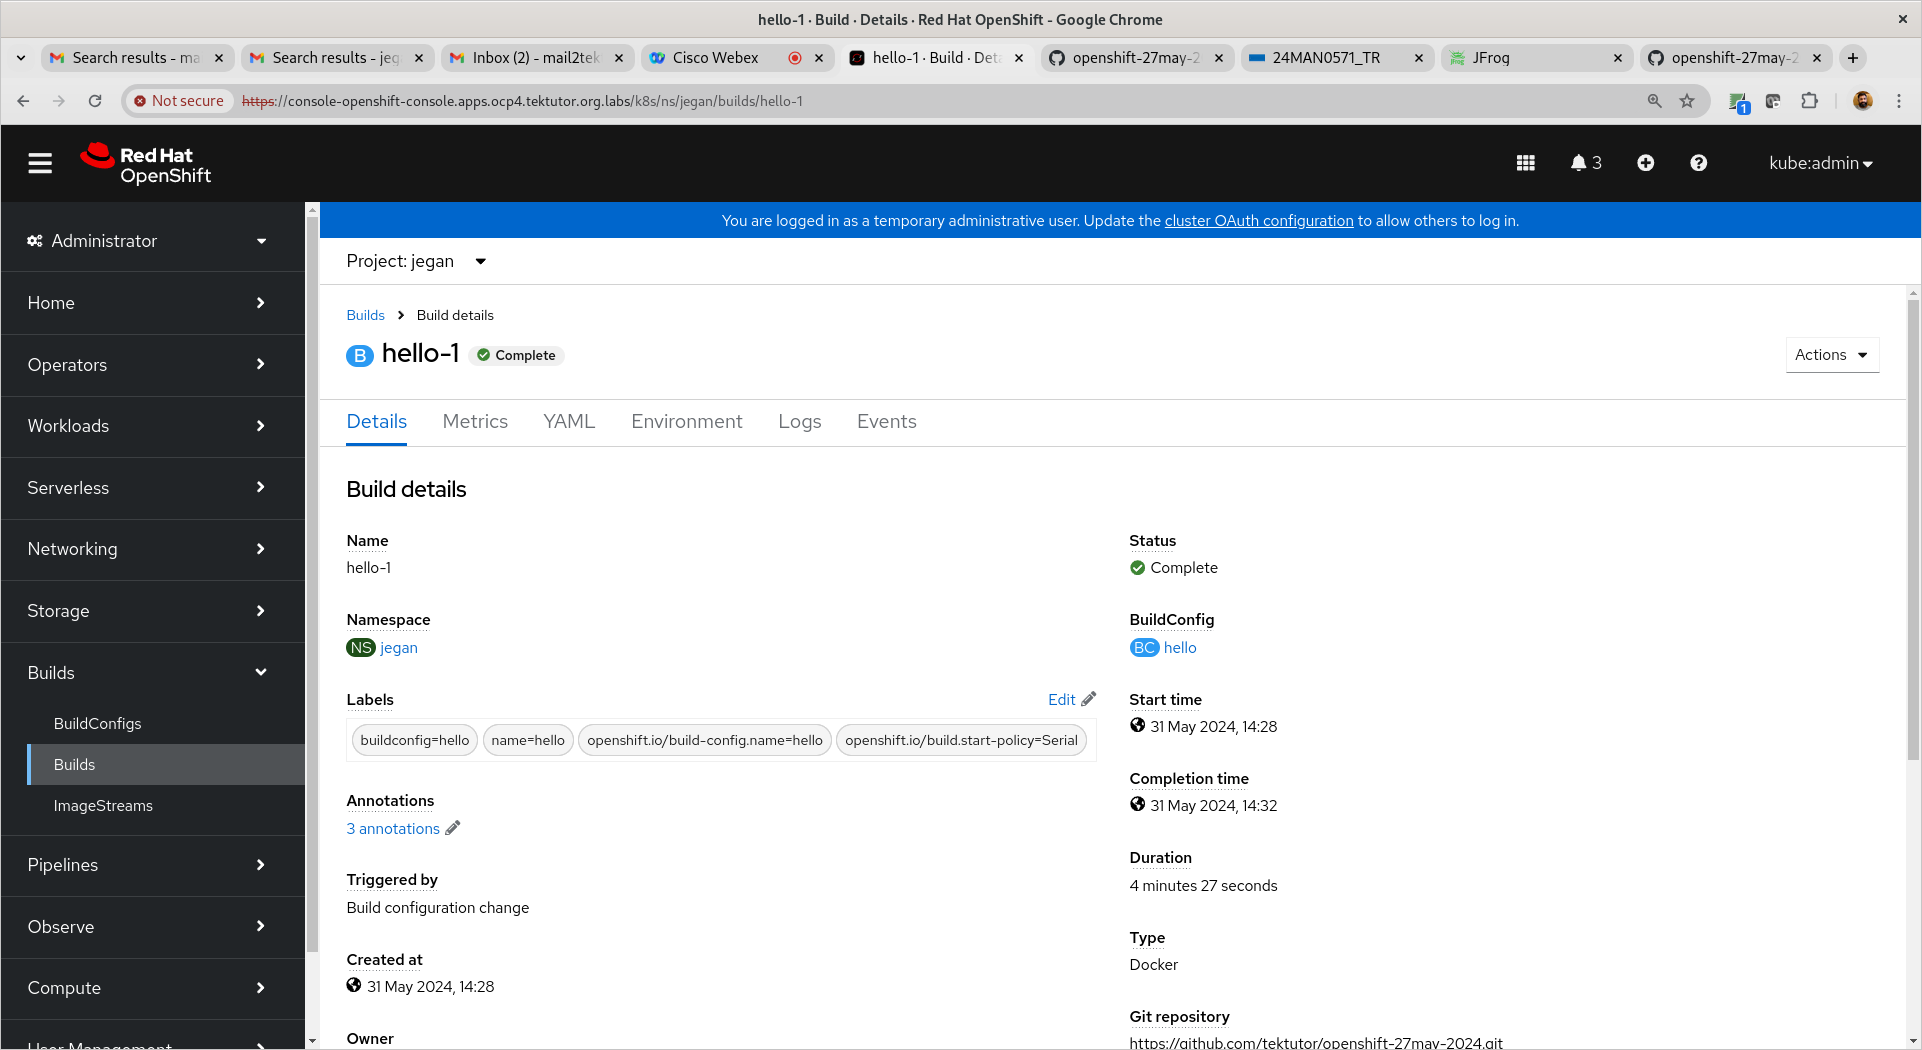 hello-1 · Build · Details · Red Hat OpenShift - Google Chrome
Search results - ma
Search results - jeg
Inbox (2) - mail2tek
Cisco Webex
hello-1 · Build · Deta
openshift-27may-2
24MAN0571_TR
JFrog
openshift-27may-2
Not secure
https://console-openshift-console.apps.ocp4.tektutor.org.labs/k8s/ns/jegan/builds/hello-1
1
Red Hat
OpenShift
3
kube:admin
You are logged in as a temporary administrative user. Update the cluster OAuth configuration to allow others to log in.
Administrator
Home
Operators
Workloads
Serverless
Networking
Storage
Builds
BuildConfigs
Builds
ImageStreams
Pipelines
Observe
Compute
User Management
Project: jegan
Builds
Build details
B hello-1
Complete
Actions
Details
Metrics
YAML
Environment
Logs
Events
Build details
Name
hello-1
Namespace
NS jegan
Labels
Edit
buildconfig=hello
name=hello
openshift.io/build-config.name=hello
openshift.io/build.start-policy=Serial
Annotations
3 annotations
Triggered by
Build configuration change
Created at
31 May 2024, 14:28
Owner
Status
Complete
BuildConfig
BC hello
Start time
31 May 2024, 14:28
Completion time
31 May 2024, 14:32
Duration
4 minutes 27 seconds
Type
Docker
Git repository
https://github.com/tektutor/openshift-27may-2024.git